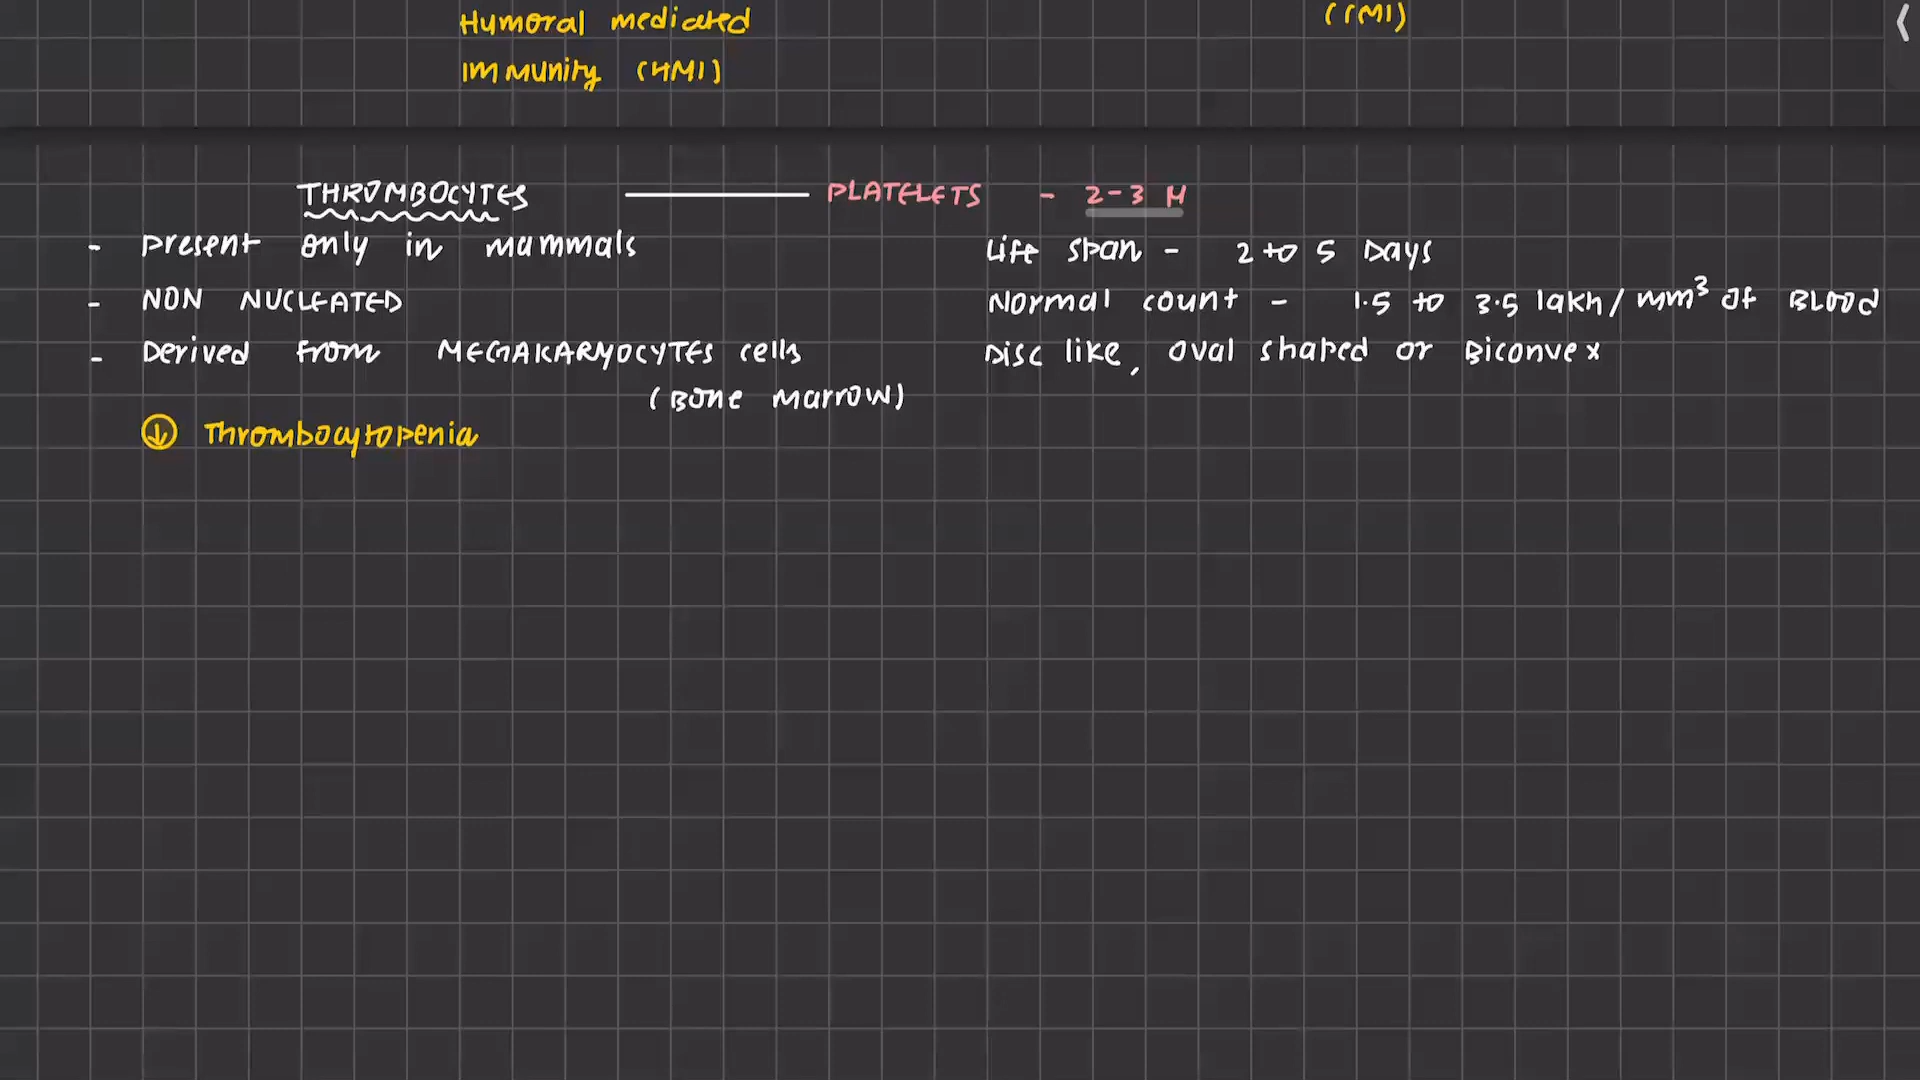 Humoral mediated
Immunity (HMI)
(CMI)
THROMBOCYTES — PLATELETS - 2-3 M
- Present only in mammals
- NON NUCLEATED
- Derived from MEGAKARYOCYTES cells
(Bone marrow)
↓ Thrombocytopenia
Life span - 2 to 5 Days
Normal count - 1.5 to 3.5 lakh/mm³ of BLOOD
Disc like, oval shaped or Biconvex